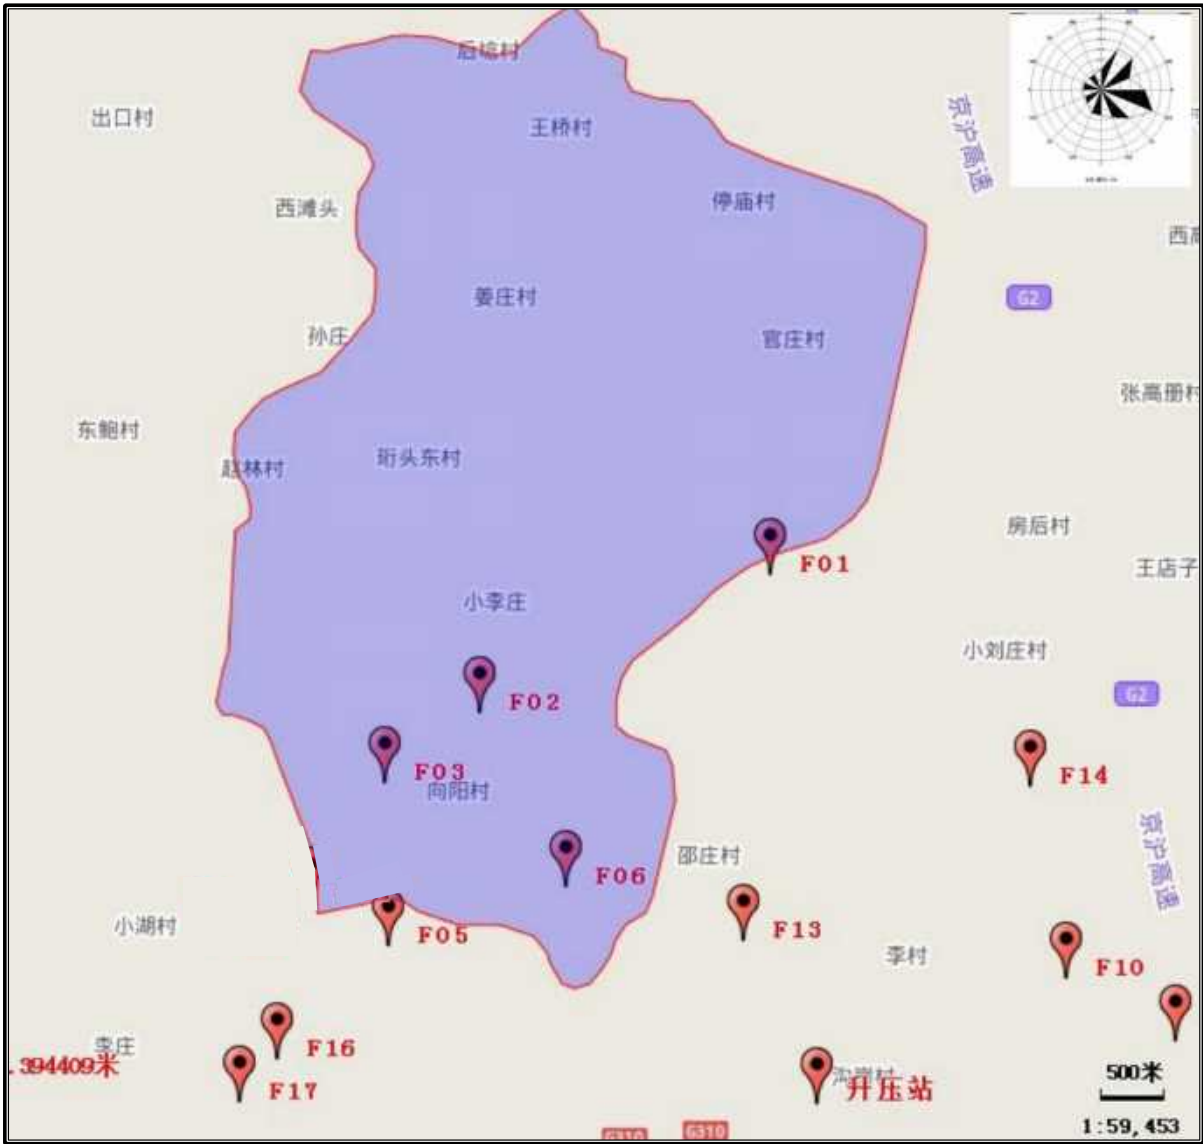 后塂村
出口村
王桥村
京沪高速
停庙村
西滩头
姜庄村
G2
孙庄
官庄村
张高册村
东鲍村
赵林村
珩头东村
房后村
F01
王店子
小李庄
小刘庄村
F02
G2
F03
向阳村
F14
京沪高速
邵庄村
F06
小湖村
F05
F13
李村
F10
李庄
F16
.394409米
F17
升压站
500米
G310
1:59,453